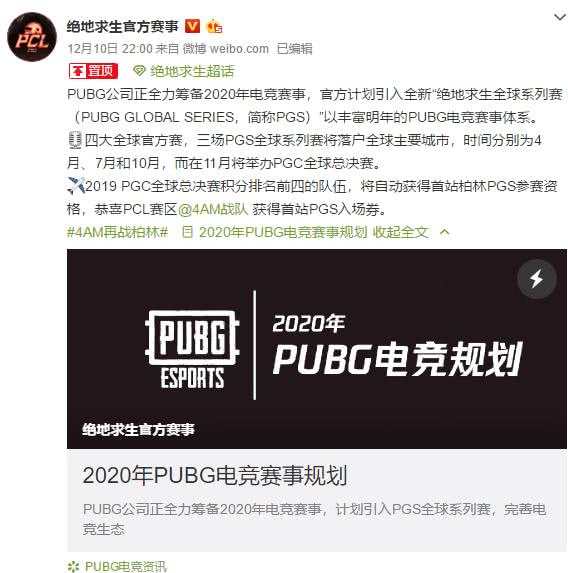 PCL
绝地求生官方赛事
12月10日 22:00 来自 微博 weibo.com 已编辑
置顶 绝地求生超话
PUBG公司正全力筹备2020年电竞赛事，官方计划引入全新“绝地求生全球系列赛
（PUBG GLOBAL SERIES，简称PGS）”以丰富明年的PUBG电竞赛事体系。
四大全球官方赛，三场PGS全球系列赛将落户全球主要城市，时间分别为4
月、7月和10月，而在11月将举办PGC全球总决赛。
2019 PGC全球总决赛积分排名前四的队伍，将自动获得首站柏林PGS参赛资
格，恭喜PCL赛区@4AM战队 获得首站PGS入场券。
#4AM再战柏林# 2020年PUBG电竞赛事规划 收起全文
PUBG
ESPORTS
2020年
PUBG电竞规划
绝地求生官方赛事
2020年PUBG电竞赛事规划
PUBG公司正全力筹备2020年电竞赛事，计划引入PGS全球系列赛，完善电
竞生态
PUBG电竞资讯